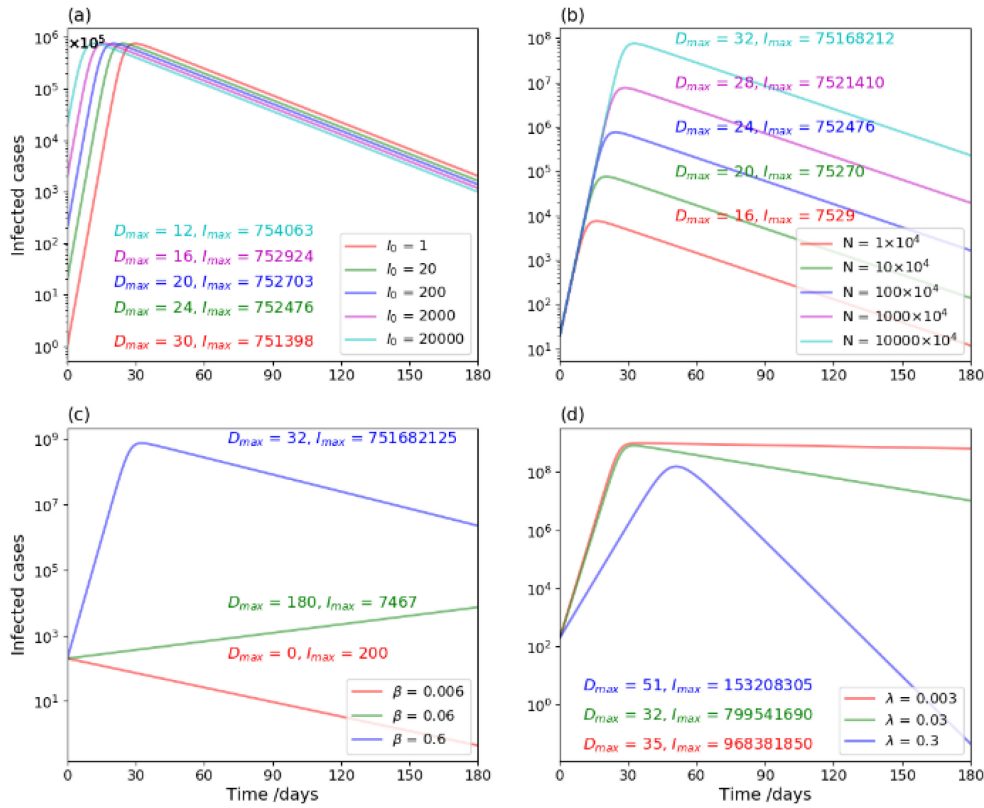 (a)
×10⁵
10⁶
10⁵
10⁴
10³
10²
10¹
10⁰
Infected cases
D_max = 12, I_max = 754063
D_max = 16, I_max = 752924
D_max = 20, I_max = 752703
D_max = 24, I_max = 752476
D_max = 30, I_max = 751398
I₀ = 1
I₀ = 20
I₀ = 200
I₀ = 2000
I₀ = 20000
0 30 60 90 120 150 180
(b)
10⁸
10⁷
10⁶
10⁵
10⁴
10³
10²
10¹
D_max = 32, I_max = 75168212
D_max = 28, I_max = 7521410
D_max = 24, I_max = 752476
D_max = 20, I_max = 75270
D_max = 16, I_max = 7529
N = 1×10⁴
N = 10×10⁴
N = 100×10⁴
N = 1000×10⁴
N = 10000×10⁴
0 30 60 90 120 150 180
(c)
10⁹
10⁷
10⁵
10³
10¹
Infected cases
D_max = 32, I_max = 751682125
D_max = 180, I_max = 7467
D_max = 0, I_max = 200
β = 0.006
β = 0.06
β = 0.6
0 30 60 90 120 150 180
Time /days
(d)
10⁸
10⁶
10⁴
10²
10⁰
D_max = 51, I_max = 153208305
D_max = 32, I_max = 799541690
D_max = 35, I_max = 968381850
λ = 0.003
λ = 0.03
λ = 0.3
0 30 60 90 120 150 180
Time /days